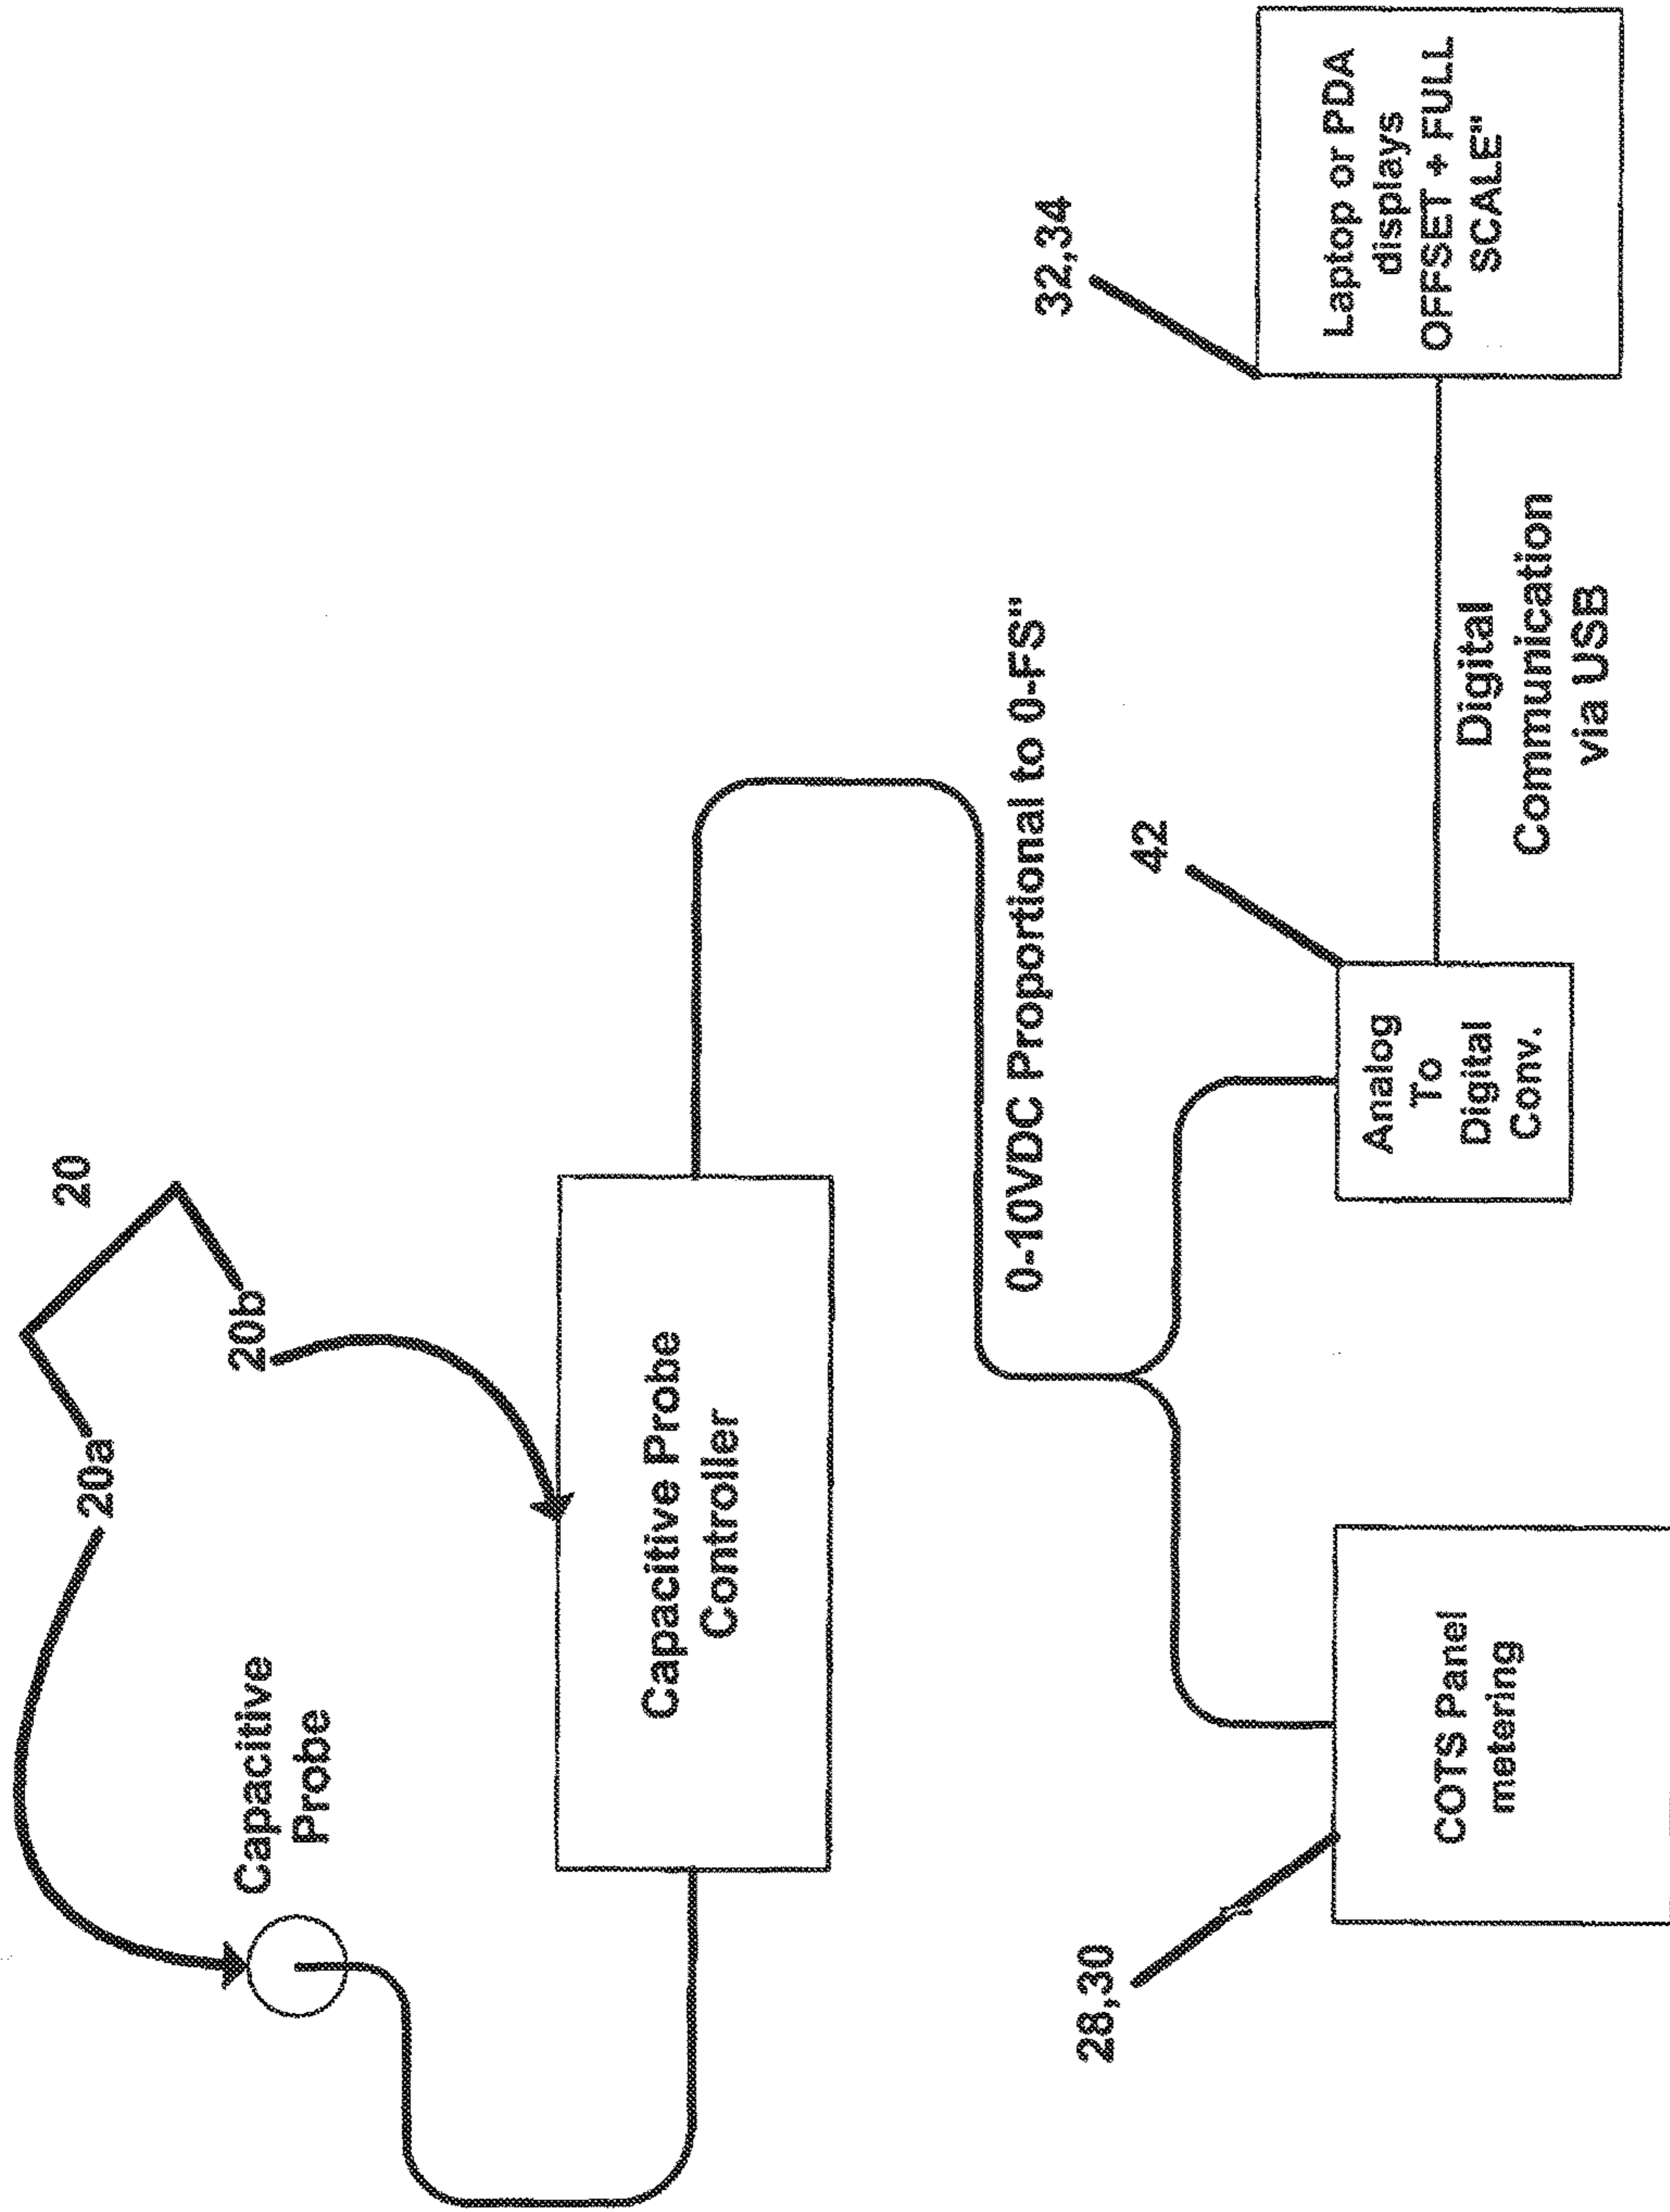 20
20a
20b
Capacitive
Probe
Capacitive Probe
Controller
0-10VDC Proportional to 0-FS"
28,30
COTS Panel
metering
42
Analog
To
Digital
Conv.
Digital
Communication
via USB
32,34
Laptop or PDA
displays
OFFSET + FULL
SCALE"